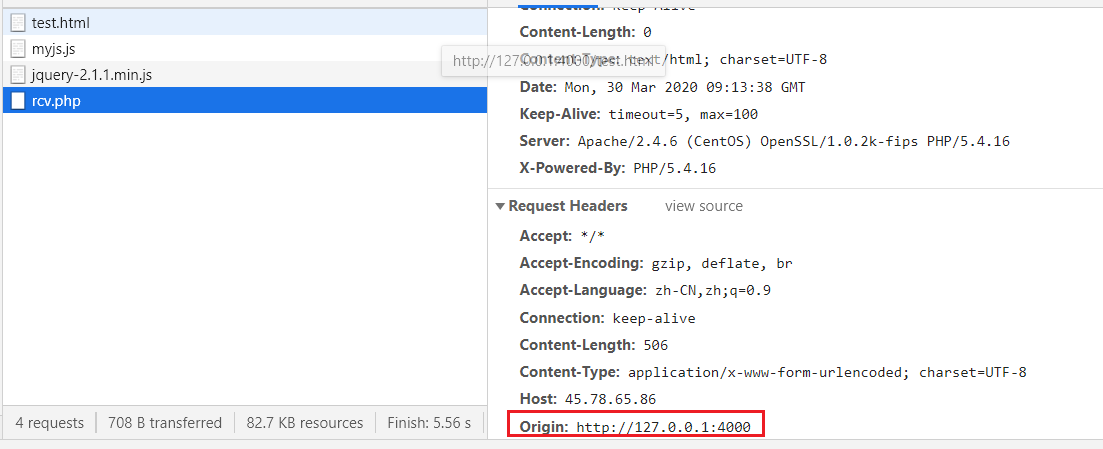 test.html
myjs.js
jquery-2.1.1.min.js
rcv.php
4 requests 708 B transferred 82.7 KB resources Finish: 5.56 s
Connection: keep-Alive
Content-Length: 0
Content-Type: text/html; charset=UTF-8
http://127.0.0.1:4000/test.html
Date: Mon, 30 Mar 2020 09:13:38 GMT
Keep-Alive: timeout=5, max=100
Server: Apache/2.4.6 (CentOS) OpenSSL/1.0.2k-fips PHP/5.4.16
X-Powered-By: PHP/5.4.16
Request Headers view source
Accept: */*
Accept-Encoding: gzip, deflate, br
Accept-Language: zh-CN,zh;q=0.9
Connection: keep-alive
Content-Length: 506
Content-Type: application/x-www-form-urlencoded; charset=UTF-8
Host: 45.78.65.86
Origin: http://127.0.0.1:4000